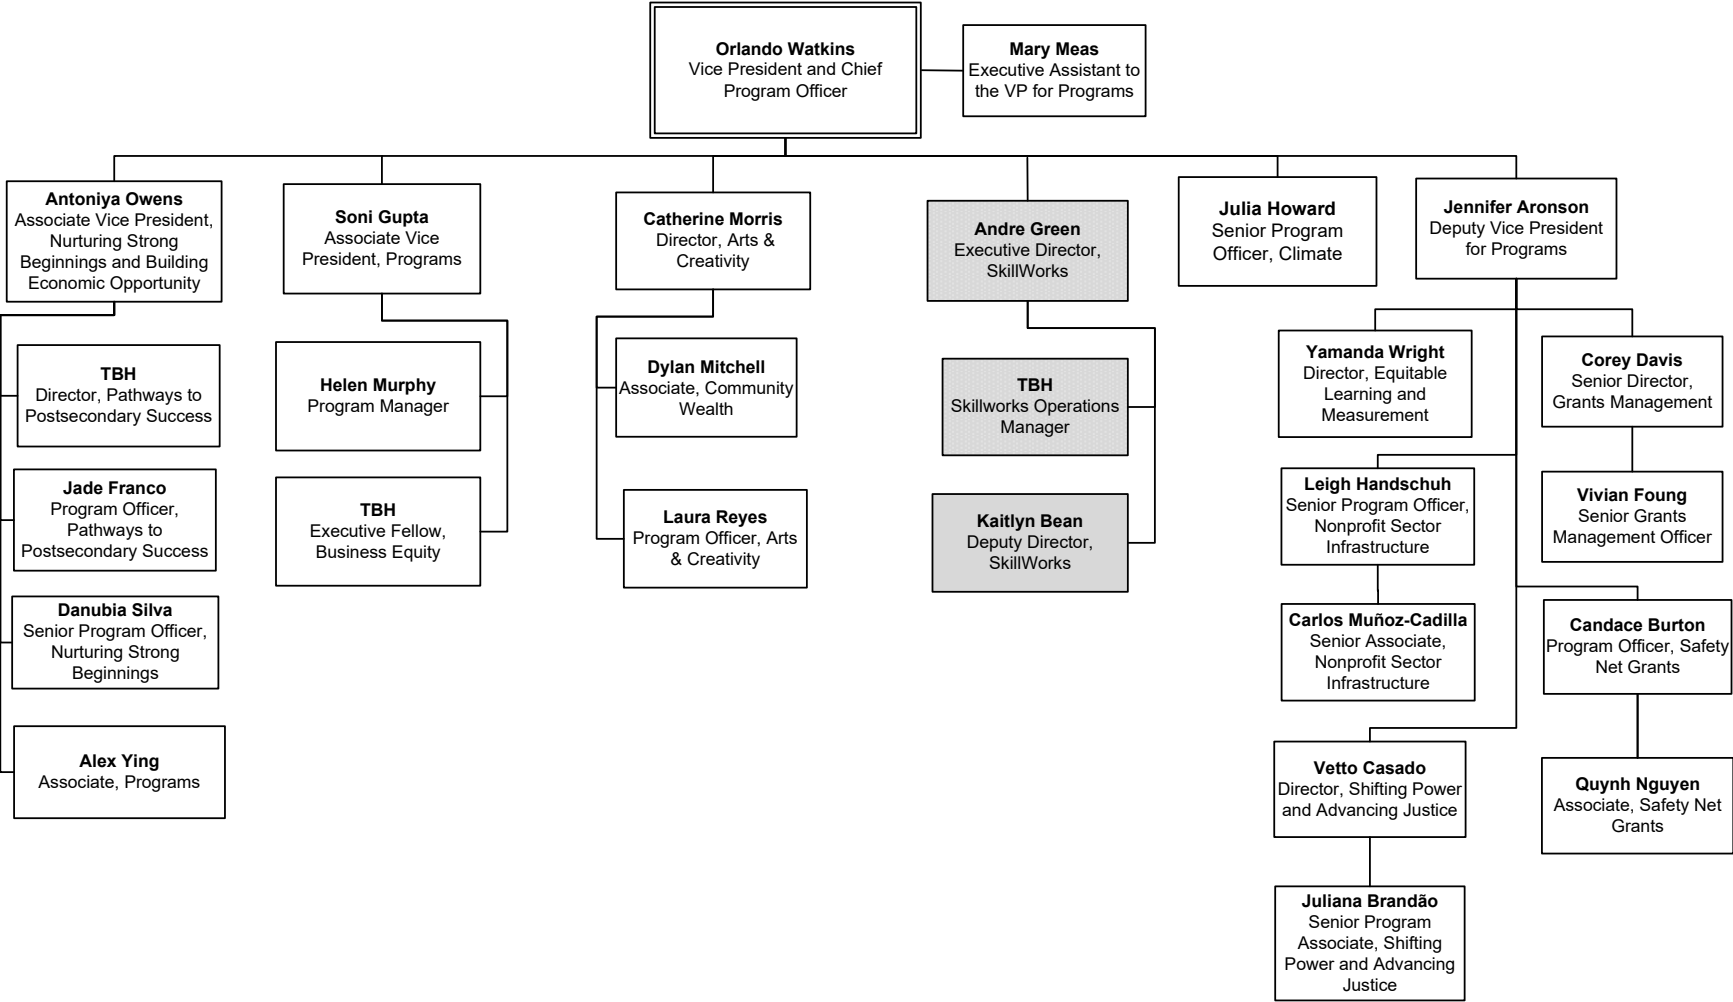 Orlando Watkins
Vice President and Chief
Program Officer
Mary Meas
Executive Assistant to
the VP for Programs
Antoniya Owens
Associate Vice President,
Nurturing Strong
Beginnings and Building
Economic Opportunity
TBH
Director, Pathways to
Postsecondary Success
Jade Franco
Program Officer,
Pathways to
Postsecondary Success
Danubia Silva
Senior Program Officer,
Nurturing Strong
Beginnings
Alex Ying
Associate, Programs
Soni Gupta
Associate Vice
President, Programs
Helen Murphy
Program Manager
TBH
Executive Fellow,
Business Equity
Catherine Morris
Director, Arts &
Creativity
Dylan Mitchell
Associate, Community
Wealth
Laura Reyes
Program Officer, Arts
& Creativity
Andre Green
Executive Director,
SkillWorks
TBH
Skillworks Operations
Manager
Kaitlyn Bean
Deputy Director,
SkillWorks
Julia Howard
Senior Program
Officer, Climate
Jennifer Aronson
Deputy Vice President
for Programs
Yamanda Wright
Director, Equitable
Learning and
Measurement
Corey Davis
Senior Director,
Grants Management
Vivian Foung
Senior Grants
Management Officer
Leigh Handschuh
Senior Program Officer,
Nonprofit Sector
Infrastructure
Carlos Muñoz-Cadilla
Senior Associate,
Nonprofit Sector
Infrastructure
Candace Burton
Program Officer, Safety
Net Grants
Quynh Nguyen
Associate, Safety Net
Grants
Vetto Casado
Director, Shifting Power
and Advancing Justice
Juliana Brandão
Senior Program
Associate, Shifting
Power and Advancing
Justice